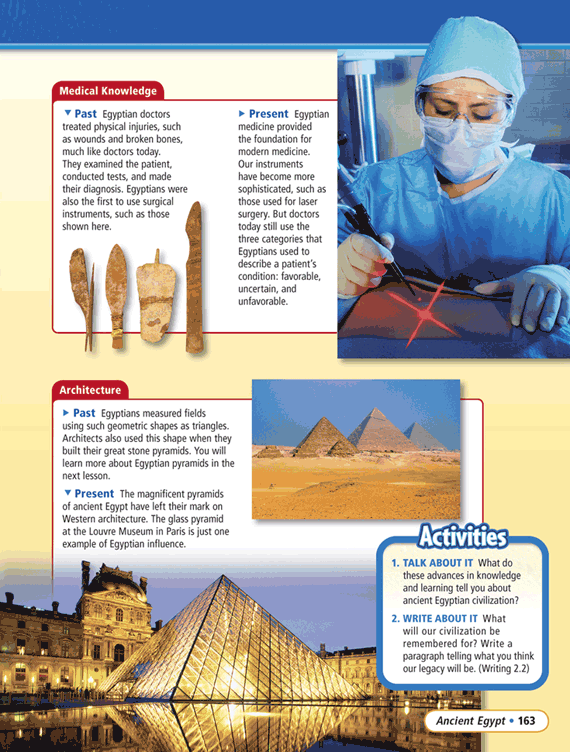 Medical Knowledge
▼ Past Egyptian doctors
treated physical injuries, such
as wounds and broken bones,
much like doctors today.
They examined the patient,
conducted tests, and made
their diagnosis. Egyptians were
also the first to use surgical
instruments, such as those
shown here.
▶ Present Egyptian
medicine provided
the foundation for
modern medicine.
Our instruments
have become more
sophisticated, such as
those used for laser
surgery. But doctors
today still use the
three categories that
Egyptians used to
describe a patient's
condition: favorable,
uncertain, and
unfavorable.
Architecture
▶ Past Egyptians measured fields
using such geometric shapes as triangles.
Architects also used this shape when they
built their great stone pyramids. You will
learn more about Egyptian pyramids in the
next lesson.
▼ Present The magnificent pyramids
of ancient Egypt have left their mark on
Western architecture. The glass pyramid
at the Louvre Museum in Paris is just one
example of Egyptian influence.
Activities
1. TALK ABOUT IT What do
these advances in knowledge
and learning tell you about
ancient Egyptian civilization?
2. WRITE ABOUT IT What
will our civilization be
remembered for? Write a
paragraph telling what you think
our legacy will be. (Writing 2.2)
Ancient Egypt • 163